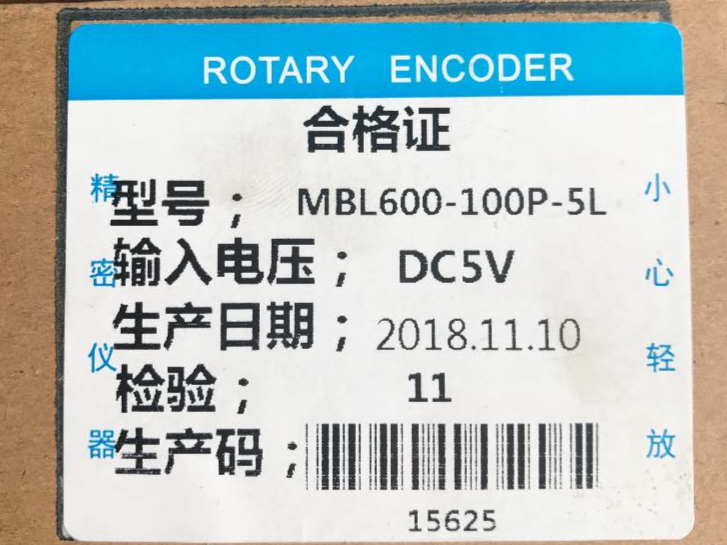 ROTARY ENCODER
合格证
型号； MBL600-100P-5L
输入电压； DC5V
生产日期； 2018.11.10
检验； 11
生产码；
15625
精密仪器
小心轻放